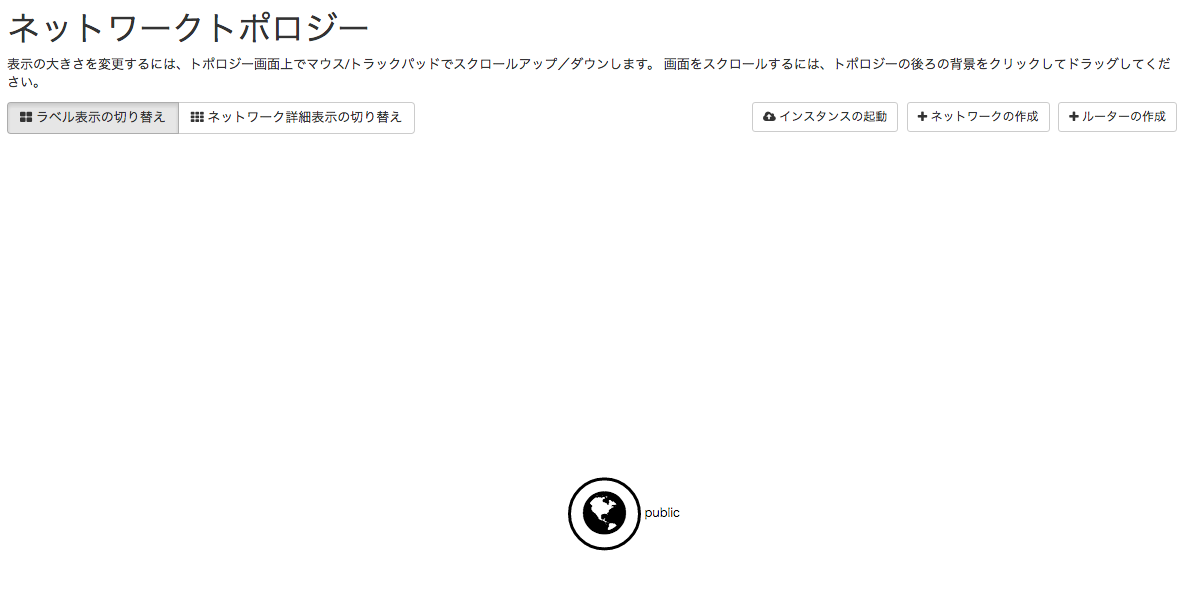 ネットワークトポロジー
表示の大きさを変更するには、トポロジー画面上でマウス/トラックパッドでスクロールアップ／ダウンします。 画面をスクロールするには、トポロジーの後ろの背景をクリックしてドラッグしてくだ
さい。
ラベル表示の切り替え ネットワーク詳細表示の切り替え インスタンスの起動 ネットワークの作成 ルーターの作成
public